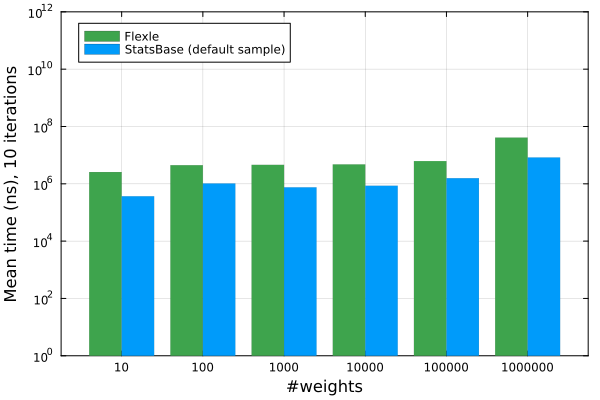 Mean time (ns), 10 iterations
10^12
10^10
10^8
10^6
10^4
10^2
10^0
Flexle
StatsBase (default sample)
10 100 1000 10000 100000 1000000
#weights